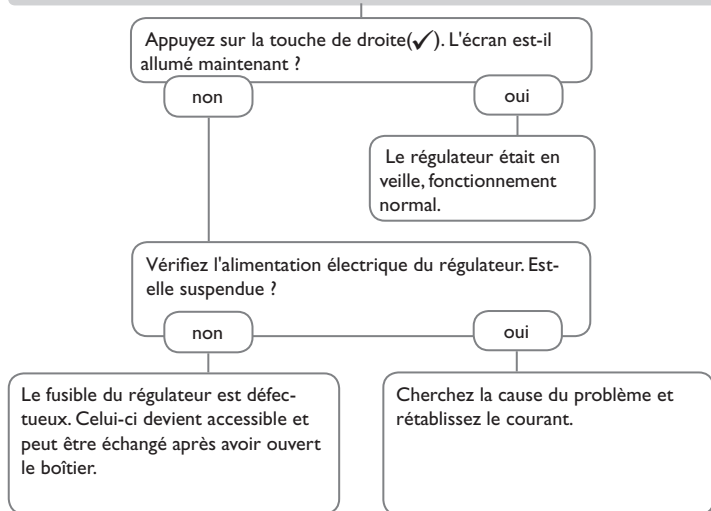 Appuyez sur la touche de droite(✓). L'écran est-il
allumé maintenant ?
non
oui
Le régulateur était en
veille, fonctionnement
normal.
Vérifiez l'alimentation électrique du régulateur. Est-
elle suspendue ?
non
oui
Le fusible du régulateur est défec-
tueux. Celui-ci devient accessible et
peut être échangé après avoir ouvert
le boîtier.
Cherchez la cause du problème et
rétablissez le courant.